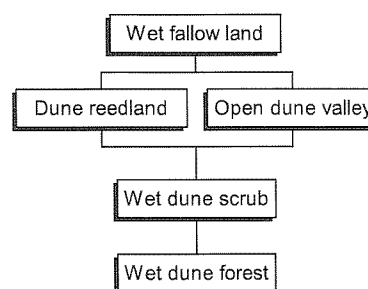 Wet fallow land
Dune reedland
Open dune valley
Wet dune scrub
Wet dune forest